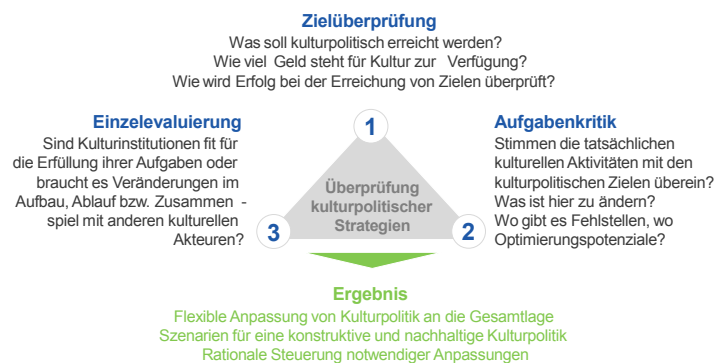 Zielüberprüfung
Was soll kulturpolitisch erreicht werden?
Wie viel Geld steht für Kultur zur Verfügung?
Wie wird Erfolg bei der Erreichung von Zielen überprüft?
1
Aufgabenkritik
Stimmen die tatsächlichen
kulturellen Aktivitäten mit den
kulturpolitischen Zielen überein?
Was ist hier zu ändern?
Wo gibt es Fehlstellen, wo
Optimierungspotenziale?
2
Einzelevaluierung
Sind Kulturinstitutionen fit für
die Erfüllung ihrer Aufgaben oder
braucht es Veränderungen im
Aufbau, Ablauf bzw. Zusammen -
spiel mit anderen kulturellen
Akteuren?
3
Überprüfung
kulturpolitischer
Strategien
Ergebnis
Flexible Anpassung von Kulturpolitik an die Gesamtlage
Szenarien für eine konstruktive und nachhaltige Kulturpolitik
Rationale Steuerung notwendiger Anpassungen